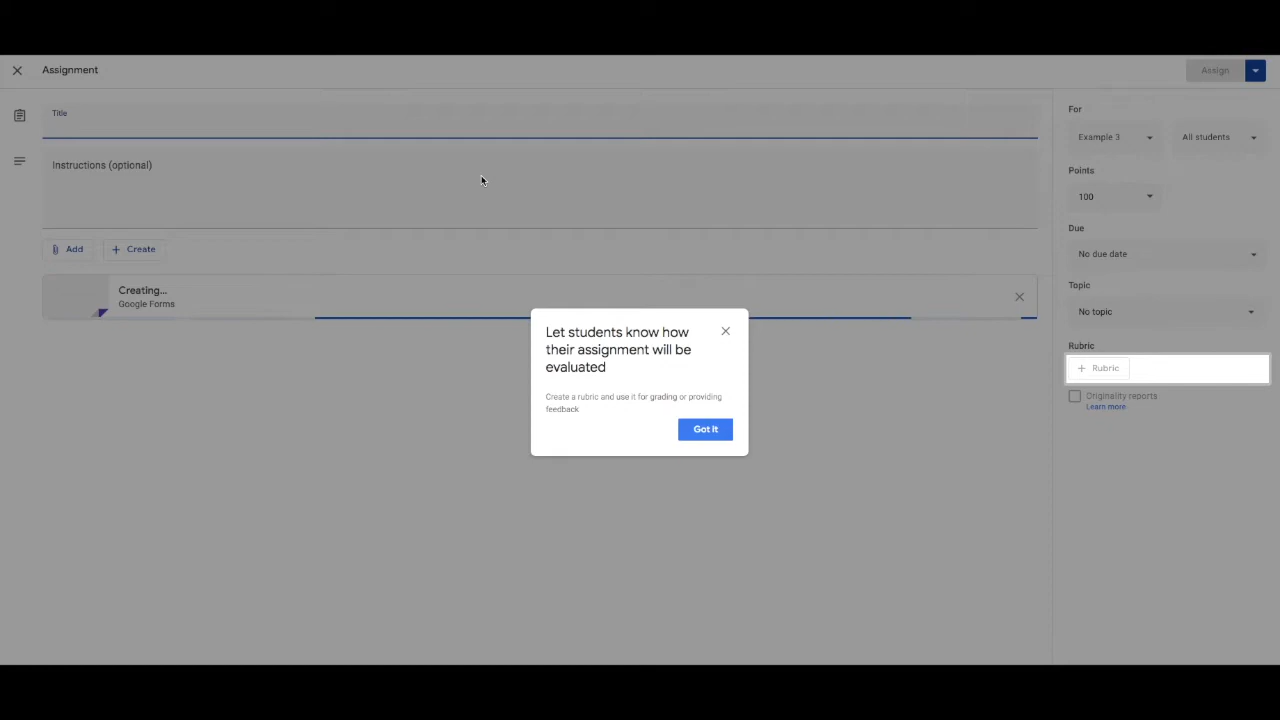 Assignment
Assign
Title
Instructions (optional)
Add
Create
Creating...
Google Forms
Let students know how
their assignment will be
evaluated
Create a rubric and use it for grading or providing
feedback
Got it
For
Example 3
All students
Points
100
Due
No due date
Topic
No topic
Rubric
+ Rubric
Originality reports
Learn more